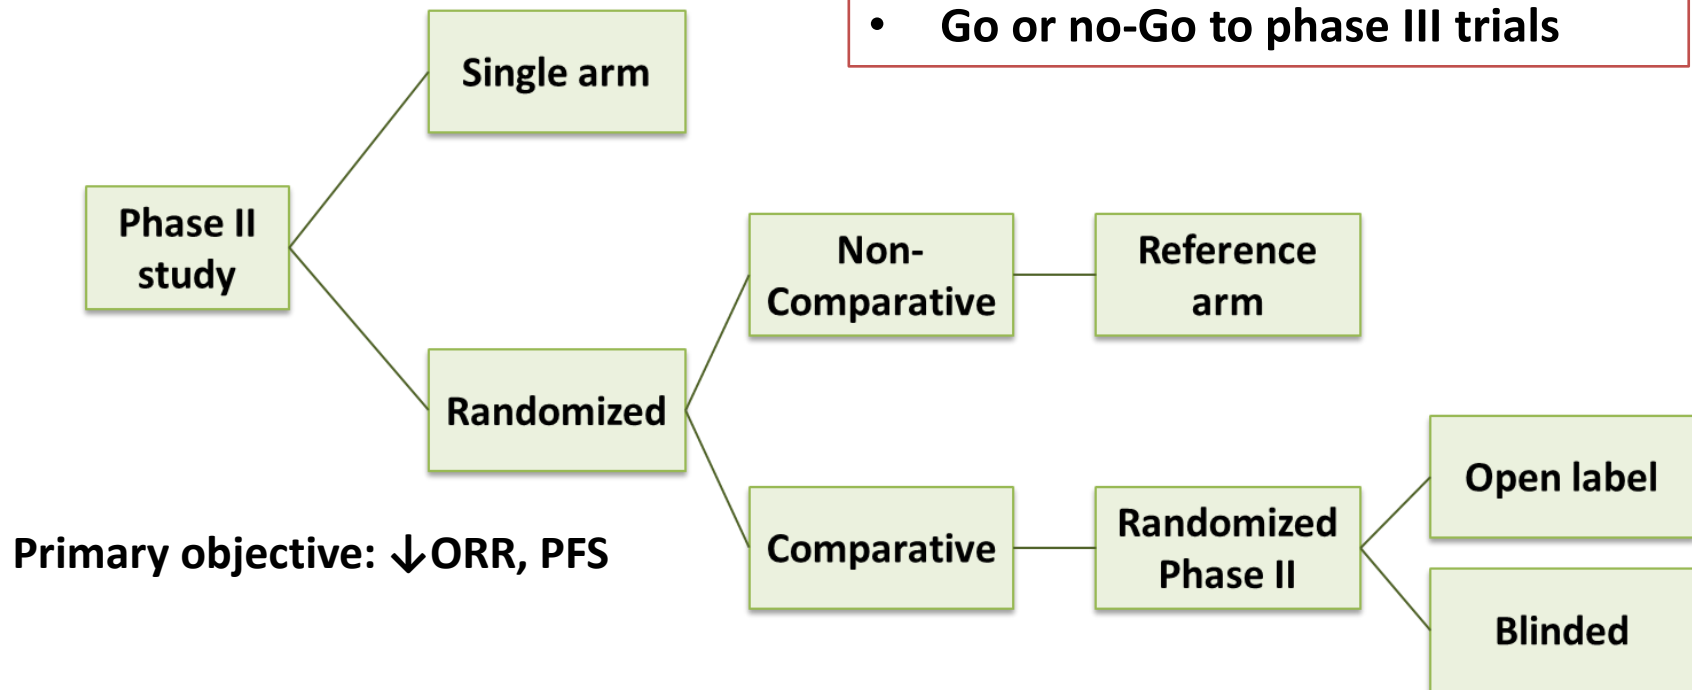 • Go or no-Go to phase III trials
Single arm
Phase II
study
Non-
Comparative
Reference
arm
Randomized
Open label
Comparative
Randomized
Phase II
Primary objective: ↓ORR, PFS
Blinded